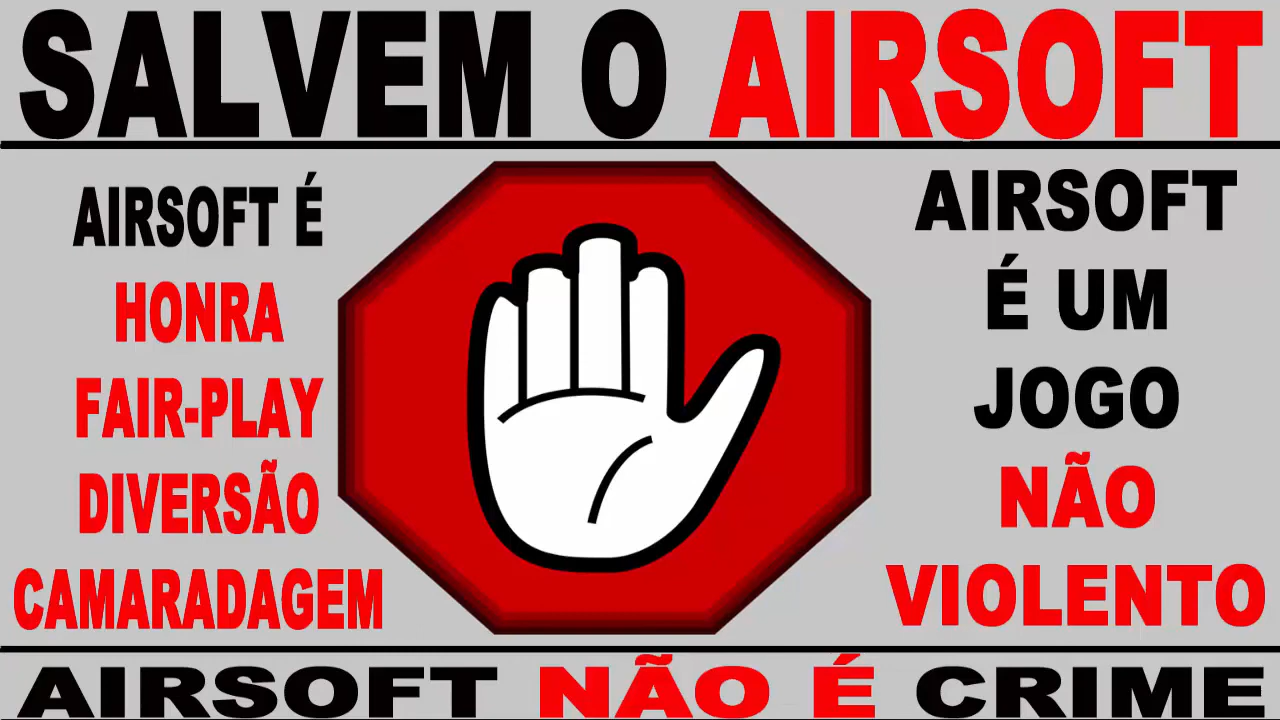 SALVEM O AIRSOFT
AIRSOFT É
HONRA
FAIR-PLAY
DIVERSÃO
CAMARADAGEM
AIRSOFT
É UM
JOGO
NÃO
VIOLENTO
AIRSOFT NÃO É CRIME